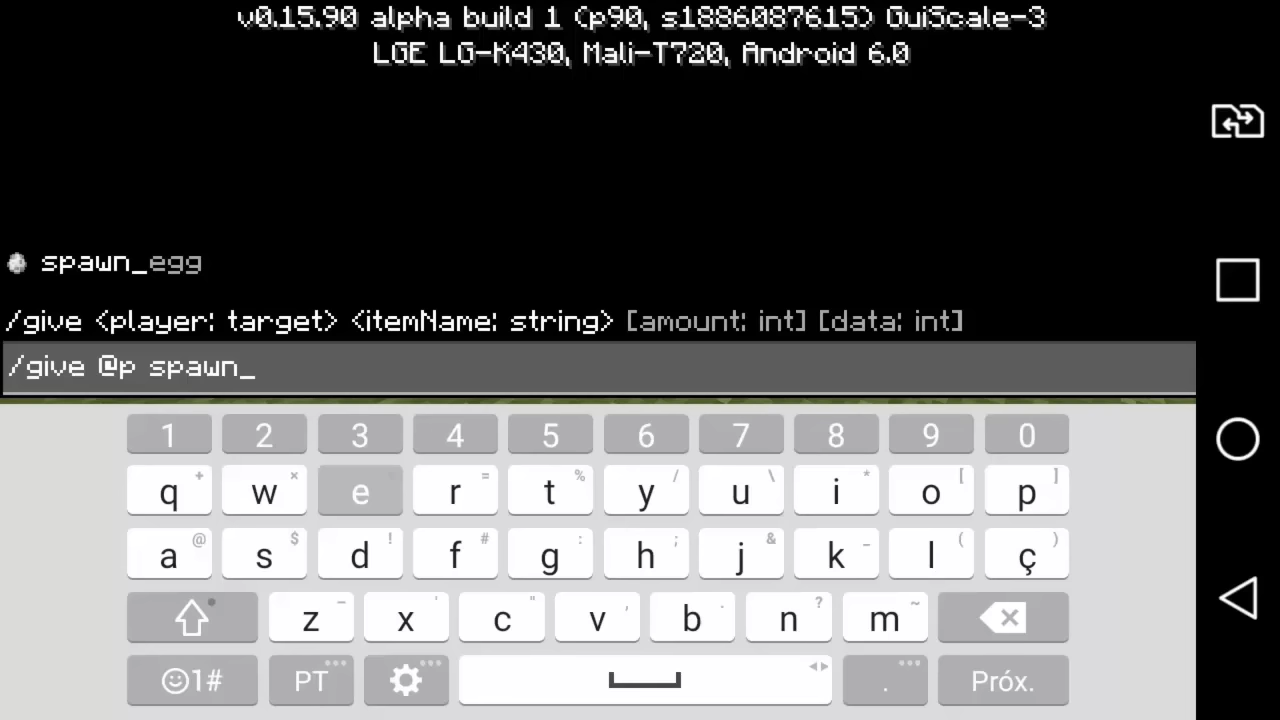 v0.15.90 alpha build 1 (p90, s1886087615) GuiScale-3
LGE LG-K430, Mali-T720, Android 6.0
spawn_egg
/give <player: target> <itemName: string> [amount: int] [data: int]
/give @p spawn_
1 2 3 4 5 6 7 8 9 0
q + w × e r = t % y / u \ i * o [ p ]
a @ s $ d ! f # g : h ; j & k _ l ( ç )
z – x ' c " v , b . n ? m ~
1# PT . Próx.